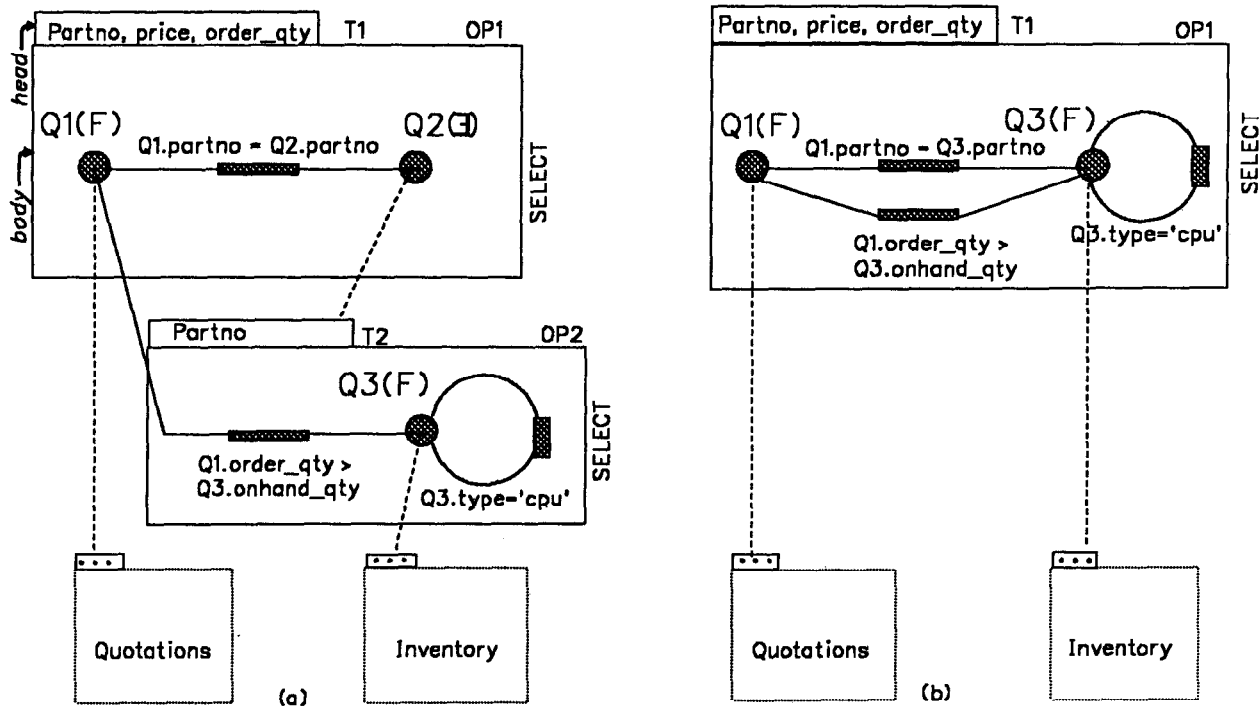 head
body
Partno, price, order_qty T1 OP1
Q1(F)
Q2(∃)
Q1.partno = Q2.partno
SELECT
Partno T2 OP2
Q3(F)
Q1.order_qty >
Q3.onhand_qty
Q3.type='cpu'
SELECT
Quotations
Inventory
(a)
Partno, price, order_qty T1 OP1
Q1(F)
Q3(F)
Q1.partno = Q3.partno
Q1.order_qty >
Q3.onhand_qty
Q3.type='cpu'
SELECT
Quotations
Inventory
(b)